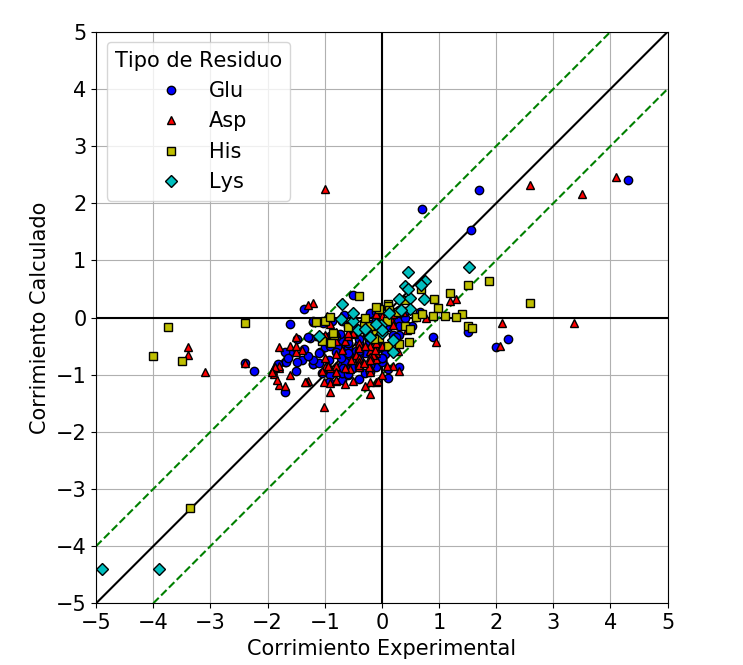 Tipo de Residuo
Glu
Asp
His
Lys
5
4
3
2
1
0
−1
−2
−3
−4
−5
Corrimiento Calculado
−5 −4 −3 −2 −1 0 1 2 3 4 5
Corrimiento Experimental